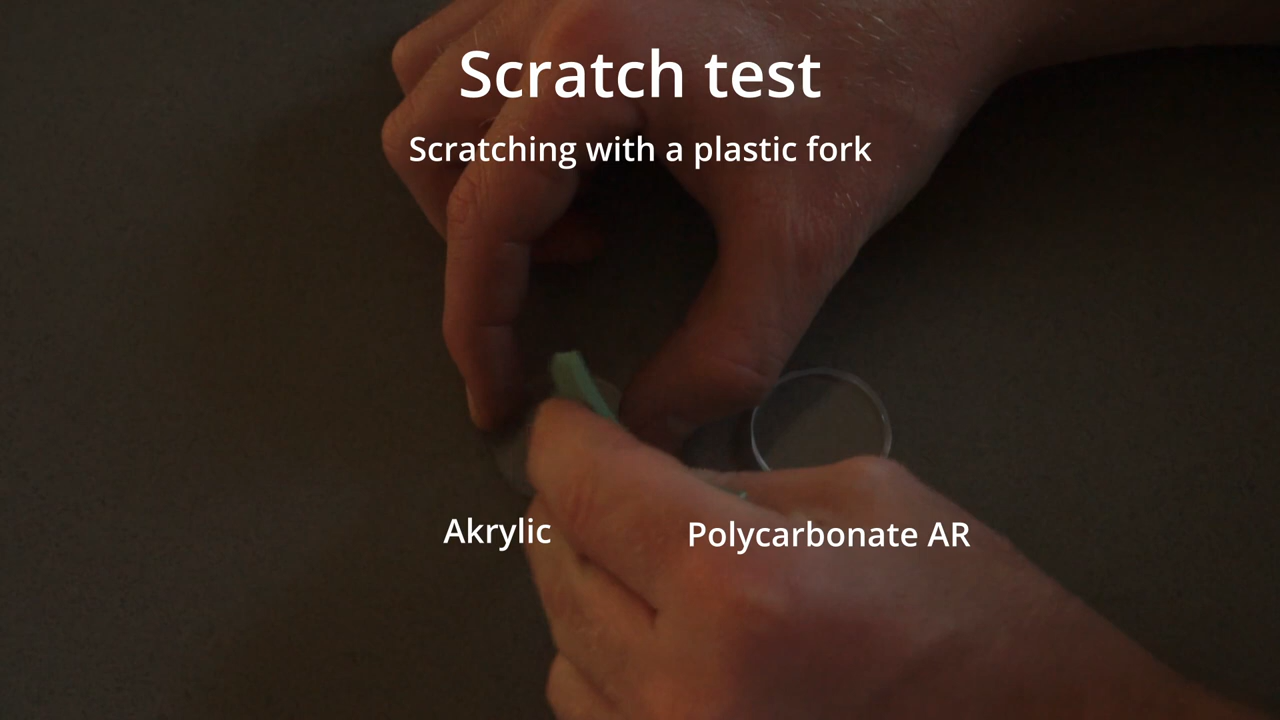 Scratch test
Scratching with a plastic fork
Akrylic
Polycarbonate AR